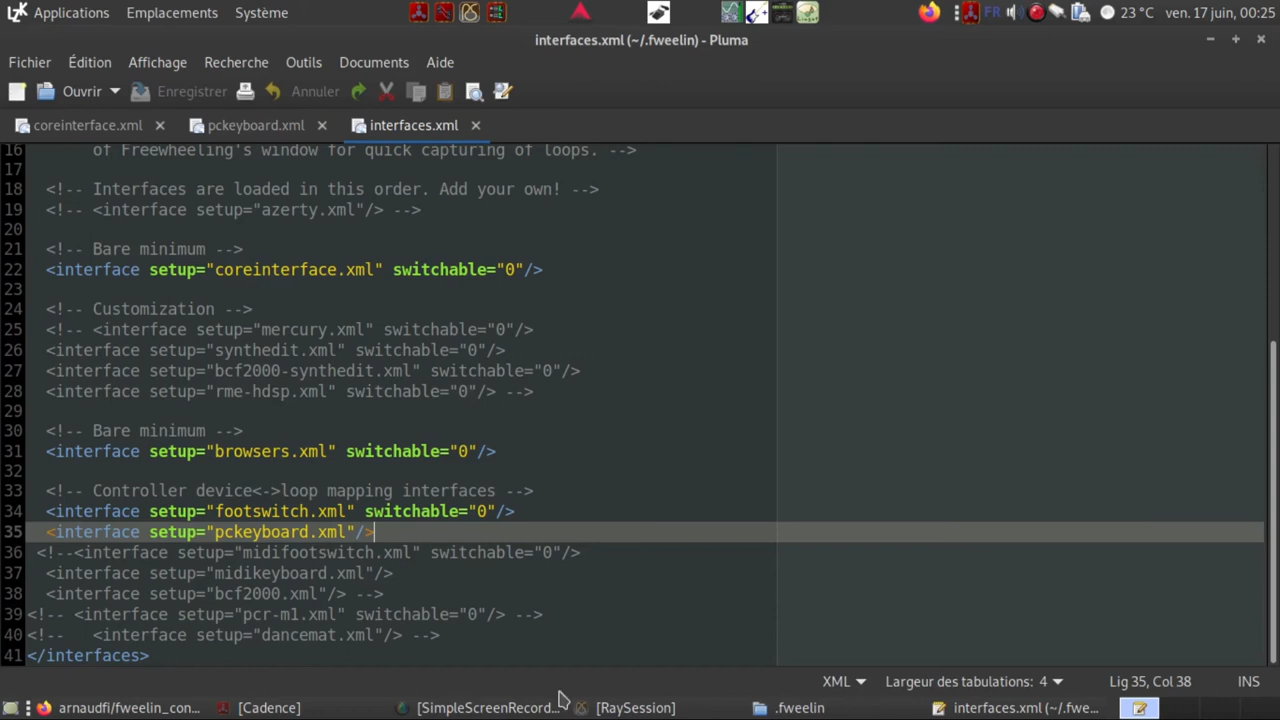 Applications Emplacements Système FR 23 °C ven. 17 juin, 00:25
interfaces.xml (~/.fweelin) - Pluma
Fichier Édition Affichage Recherche Outils Documents Aide
Ouvrir Enregistrer Annuler
coreinterface.xml pckeyboard.xml interfaces.xml
16 of Freewheeling's window for quick capturing of loops. -->
17
18 <!-- Interfaces are loaded in this order. Add your own! -->
19 <!-- <interface setup="azerty.xml"/> -->
20
21 <!-- Bare minimum -->
22 <interface setup="coreinterface.xml" switchable="0"/>
23
24 <!-- Customization -->
25 <!-- <interface setup="mercury.xml" switchable="0"/>
26 <interface setup="synthedit.xml" switchable="0"/>
27 <interface setup="bcf2000-synthedit.xml" switchable="0"/>
28 <interface setup="rme-hdsp.xml" switchable="0"/> -->
29
30 <!-- Bare minimum -->
31 <interface setup="browsers.xml" switchable="0"/>
32
33 <!-- Controller device<->loop mapping interfaces -->
34 <interface setup="footswitch.xml" switchable="0"/>
35 <interface setup="pckeyboard.xml"/>
36 <!--<interface setup="midifootswitch.xml" switchable="0"/>
37 <interface setup="midikeyboard.xml"/>
38 <interface setup="bcf2000.xml"/> -->
39 <!-- <interface setup="pcr-m1.xml" switchable="0"/> -->
40 <!-- <interface setup="dancemat.xml"/> -->
41 </interfaces>
XML Largeur des tabulations: 4 Lig 35, Col 38 INS
arnaudfi/fweelin_con... [Cadence] [SimpleScreenRecord... [RaySession] .fweelin interfaces.xml (~/.fwe...